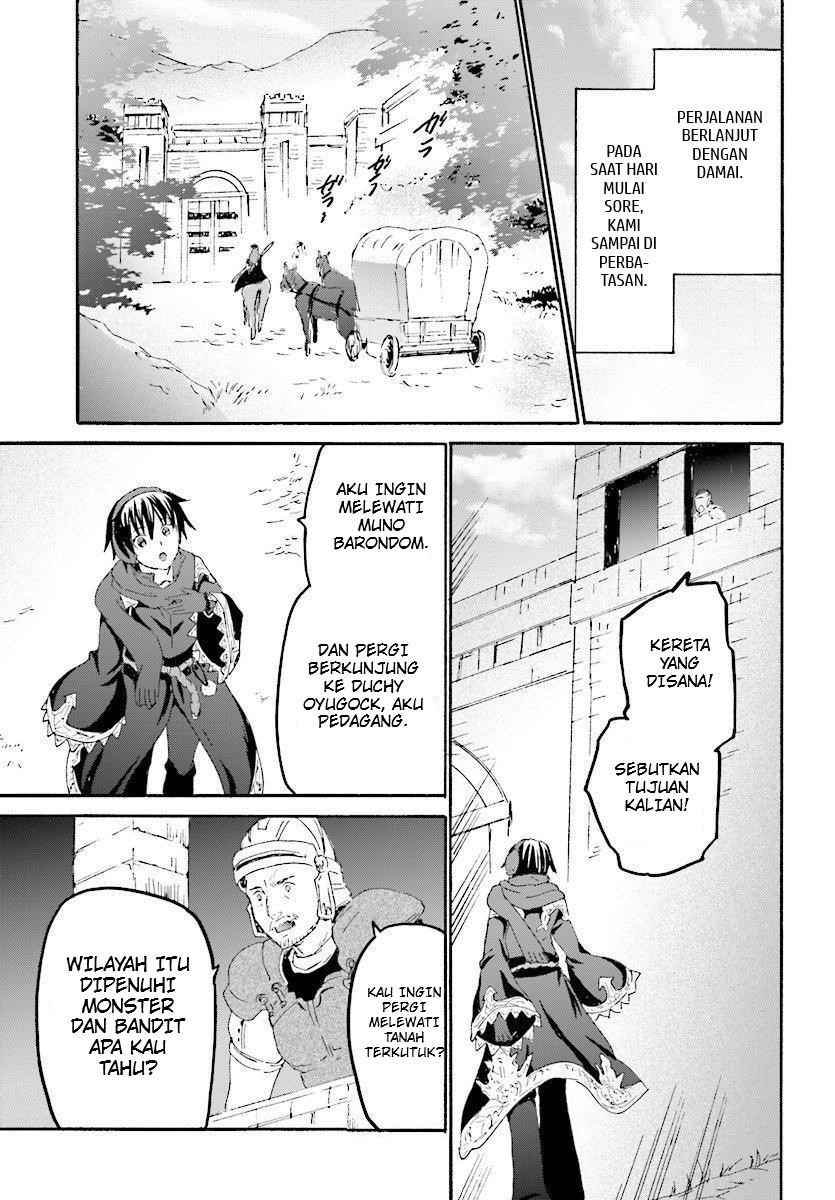 PERJALANAN
BERLANJUT
DENGAN
DAMAI.
PADA
SAAT HARI
MULAI
SORE,
KAMI
SAMPAI DI
PERBA-
TASAN.
KERETA
YANG
DISANA!
SEBUTKAN
TUJUAN
KALIAN!
AKU INGIN
MELEWATI
MUNO
BARONDOM.
DAN PERGI
BERKUNJUNG
KE DUCHY
OYUGOCK, AKU
PEDAGANG.
KAU INGIN
PERGI
MELEWATI
TANAH
TERKUTUK?
WILAYAH ITU
DIPENUHI
MONSTER
DAN BANDIT
APA KAU
TAHU?